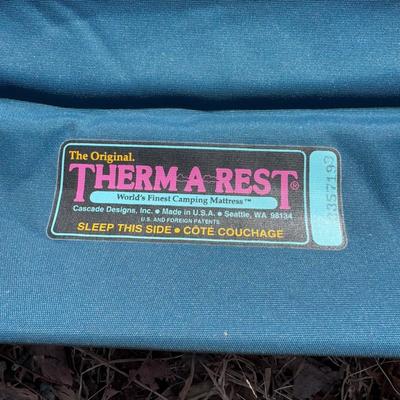 The Original.
THERM-A-REST®
World's Finest Camping Mattress™
Cascade Designs, Inc. • Made in U.S.A. • Seattle, WA 98134
U.S. AND FOREIGN PATENTS
SLEEP THIS SIDE • CÔTÉ COUCHAGE